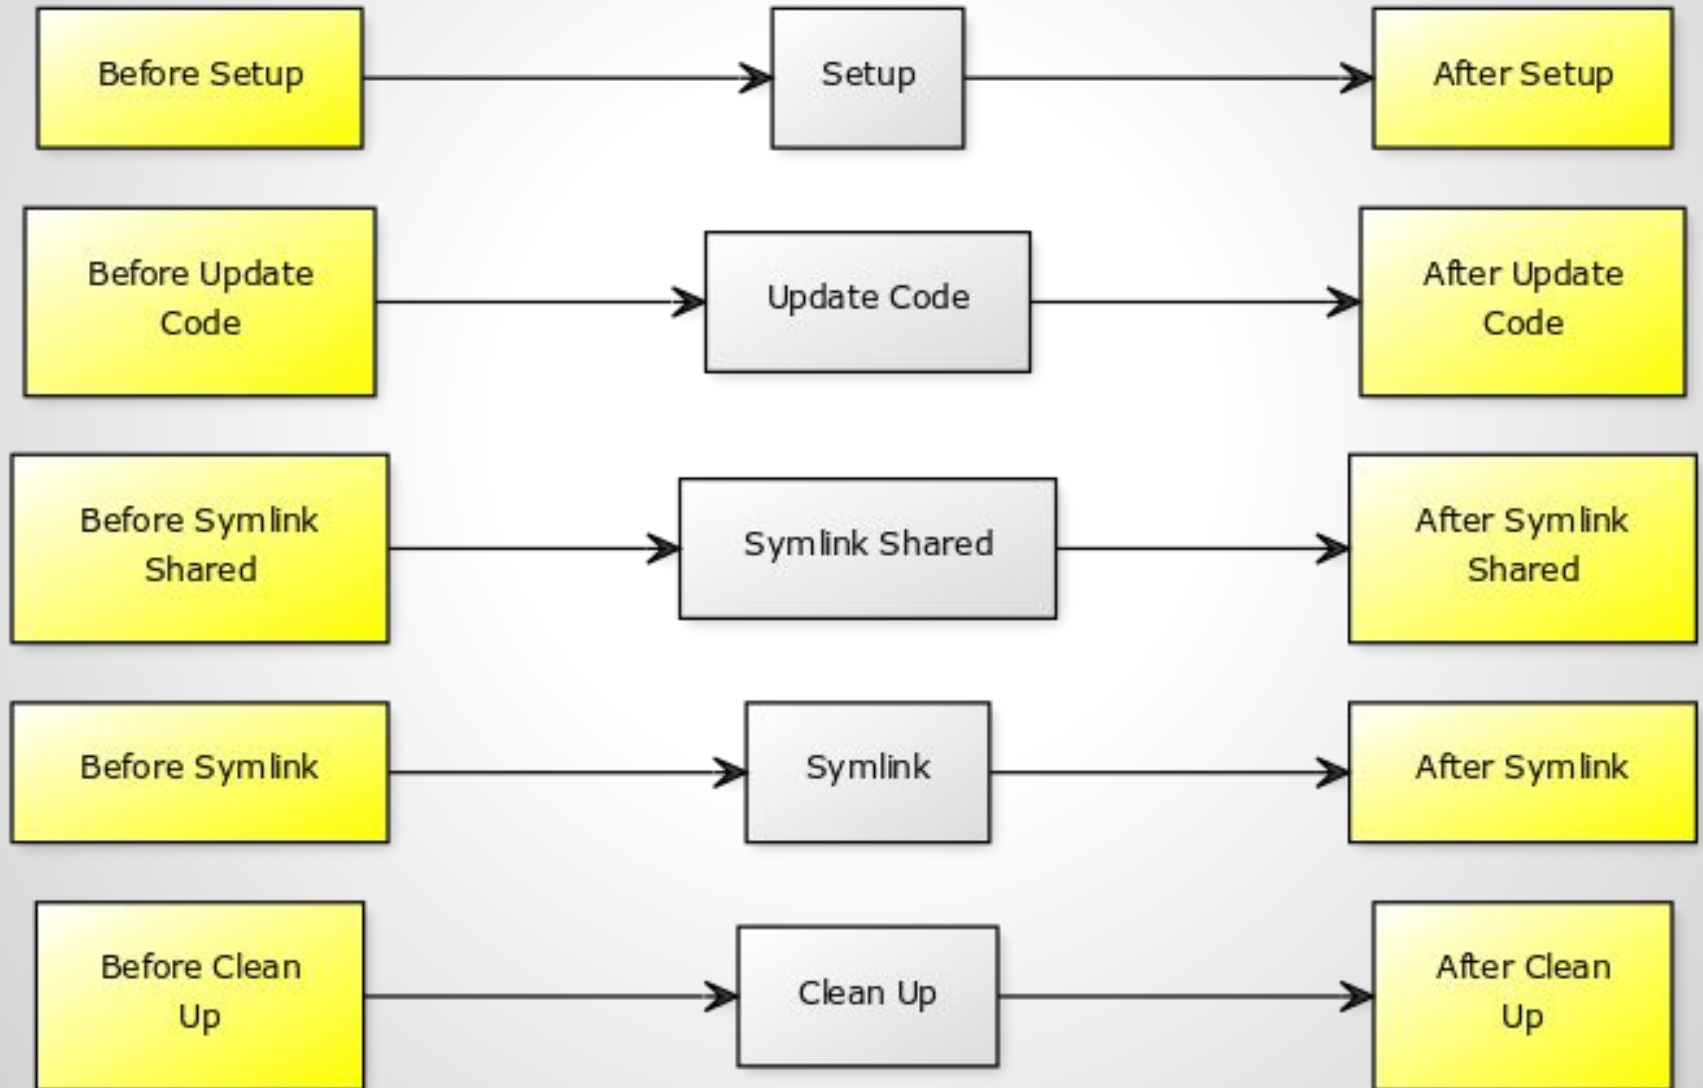 Before Setup
Setup
After Setup
Before Update
Code
Update Code
After Update
Code
Before Symlink
Shared
Symlink Shared
After Symlink
Shared
Before Symlink
Symlink
After Symlink
Before Clean
Up
Clean Up
After Clean
Up